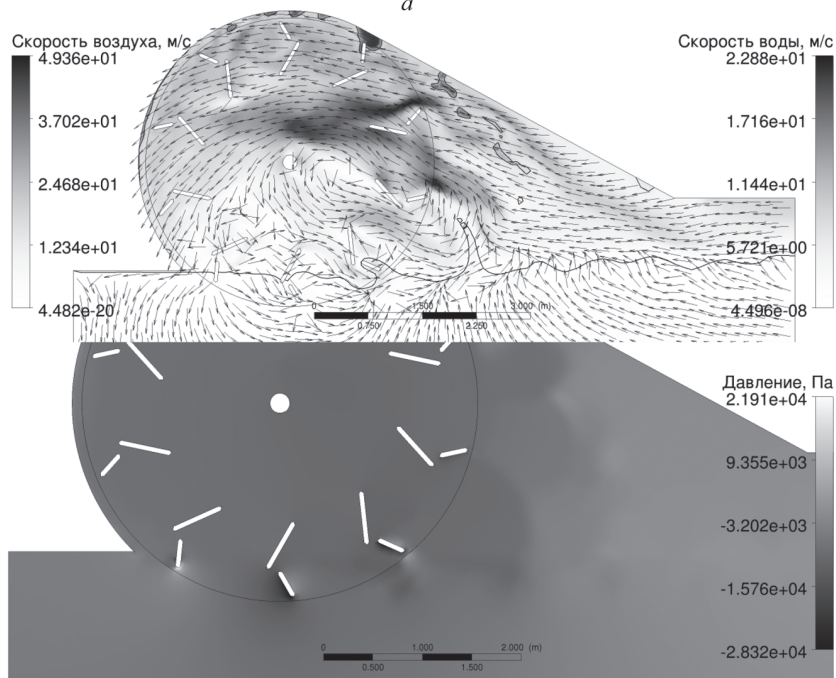 а
Скорость воздуха, м/с
4.936e+01
3.702e+01
2.468e+01
1.234e+01
4.482e-20
Скорость воды, м/с
2.288e+01
1.716e+01
1.144e+01
5.721e+00
4.496e-08
0 1.500 3.000 (m)
0.750 2.250
Давление, Па
2.191e+04
9.355e+03
-3.202e+03
-1.576e+04
-2.832e+04
0 1.000 2.000 (m)
0.500 1.500